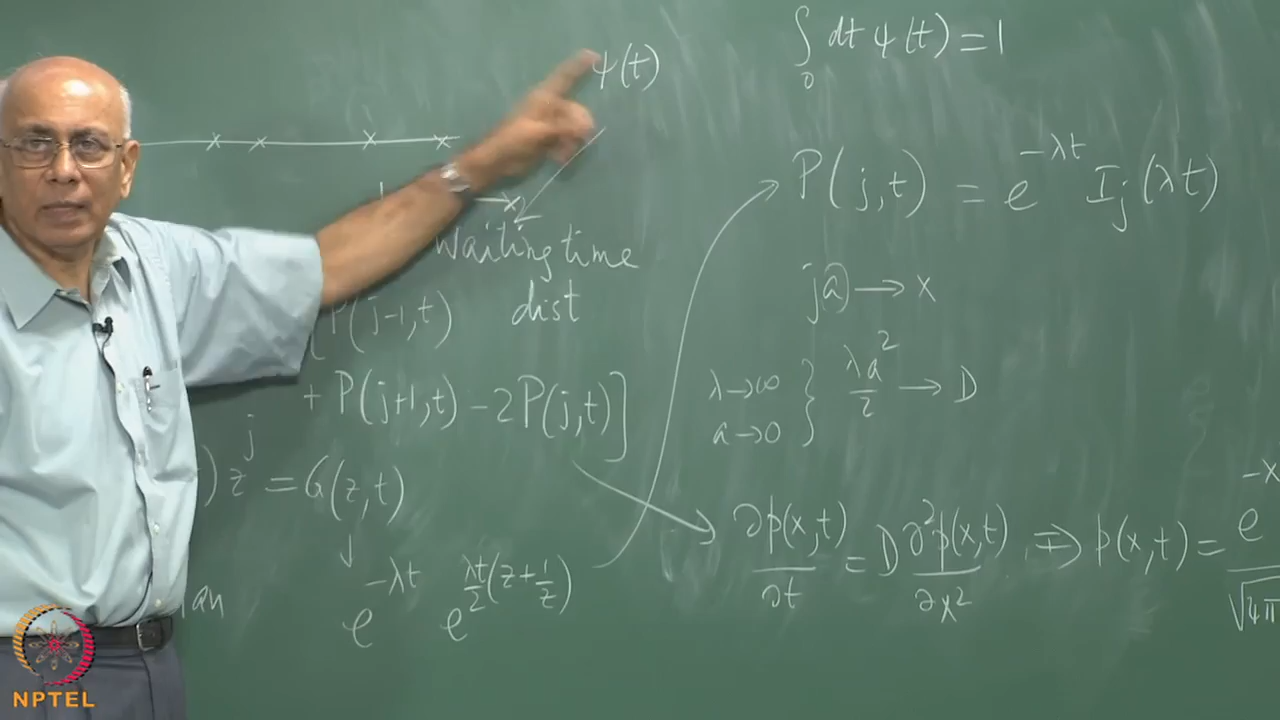 ψ(t)
∫₀ dt ψ(t) = 1
waiting time
dist
P(j,t) = e^{-λt} I_j(λt)
ja → x
P(j-1,t)
+ P(j+1,t) - 2P(j,t)]
λ→∞
a→0 } λa²/2 → D
) z^j = G(z,t)
↓
e^{-λt} e^{λt/2 (z + 1/z)}
∂p(x,t)/∂t = D ∂²p(x,t)/∂x² ⇒ p(x,t) = e^{-x / √4π
NPTEL